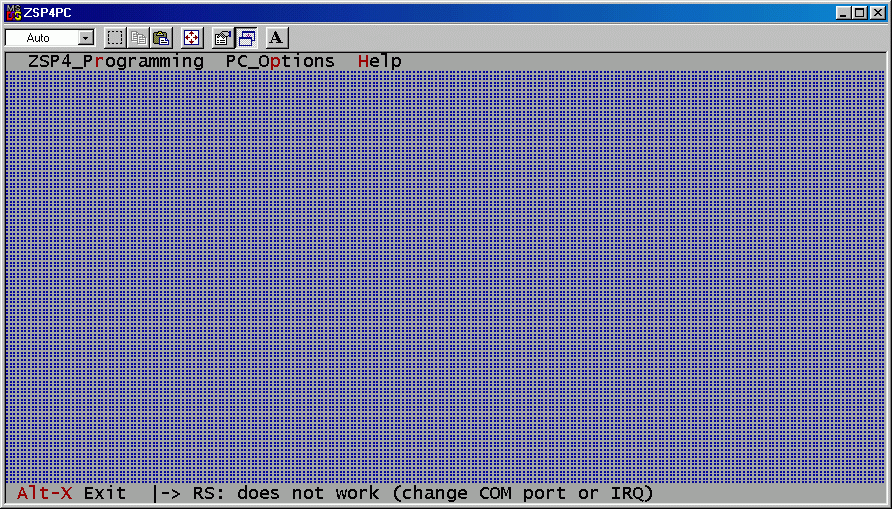 ZSP4PC
Auto
A
ZSP4_Programming PC_Options Help
Alt-X Exit |-> RS: does not work (change COM port or IRQ)